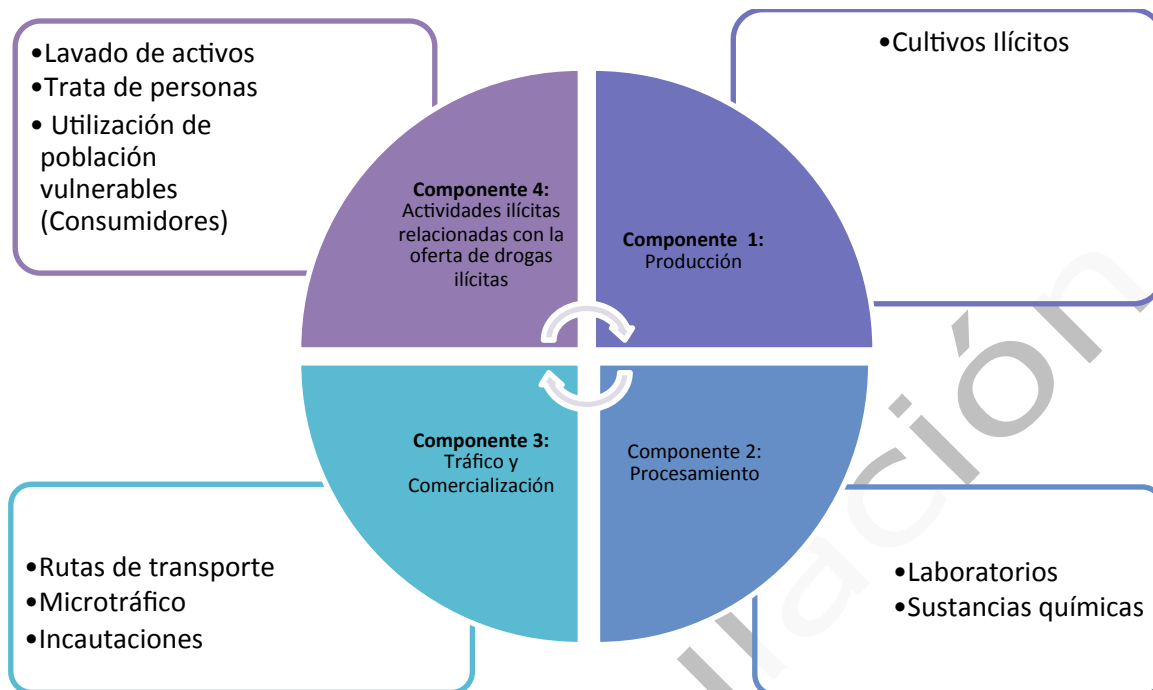 •Lavado de activos
•Trata de personas
• Utilización de
población
vulnerables
(Consumidores)
•Cultivos Ilícitos
Componente 4:
Actividades ilícitas
relacionadas con la
oferta de drogas
ilícitas
Componente 1:
Producción
Componente 3:
Tráfico y
Comercialización
Componente 2:
Procesamiento
•Rutas de transporte
•Microtráfico
•Incautaciones
•Laboratorios
•Sustancias químicas